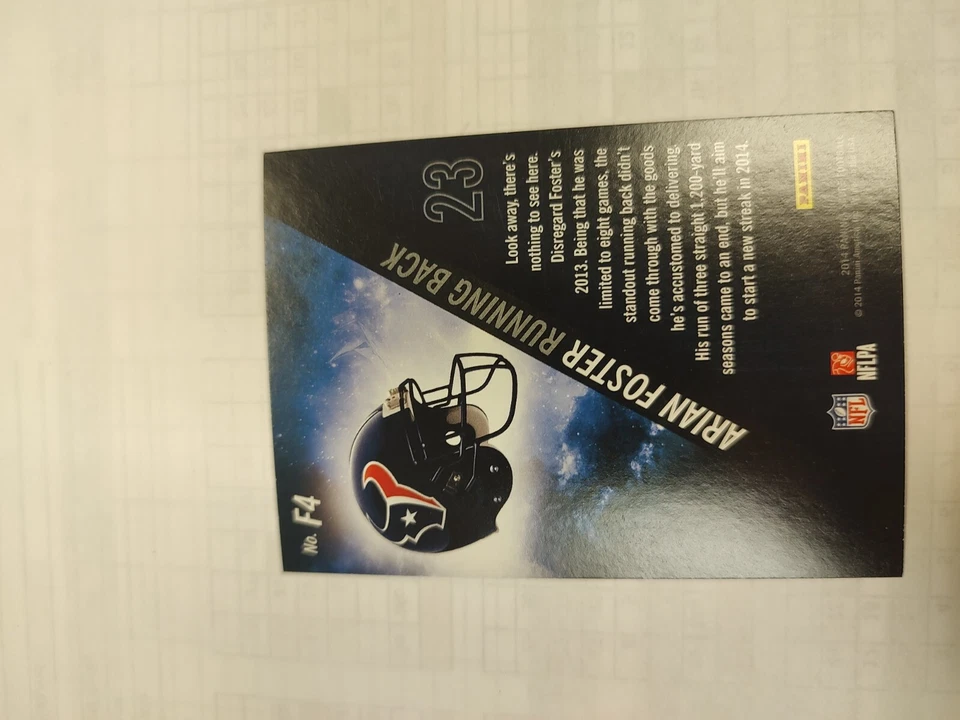 No. F4
23
ARIAN FOSTER RUNNING BACK
Look away, there's
nothing to see here.
Disregard Foster's
2013. Being that he was
limited to eight games, the
standout running back didn't
come through with the goods
he's accustomed to delivering.
His run of three straight 1,200-yard
seasons came to an end, but he'll aim
to start a new streak in 2014.
PANINI
NFL
NFLPA
2014 PANINI
© 2014 Panini America